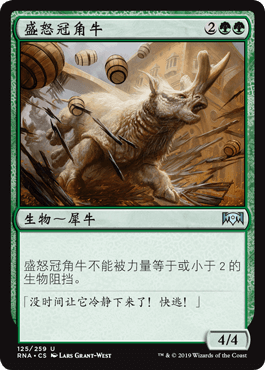 盛怒冠角牛 2
生物～犀牛
盛怒冠角牛不能被力量等于或小于2的
生物阻挡。
「没时间让它冷静下来了！快逃！」
4/4
125/259 U
RNA • CS LARS GRANT-WEST
™ & © 2019 Wizards of the Coast